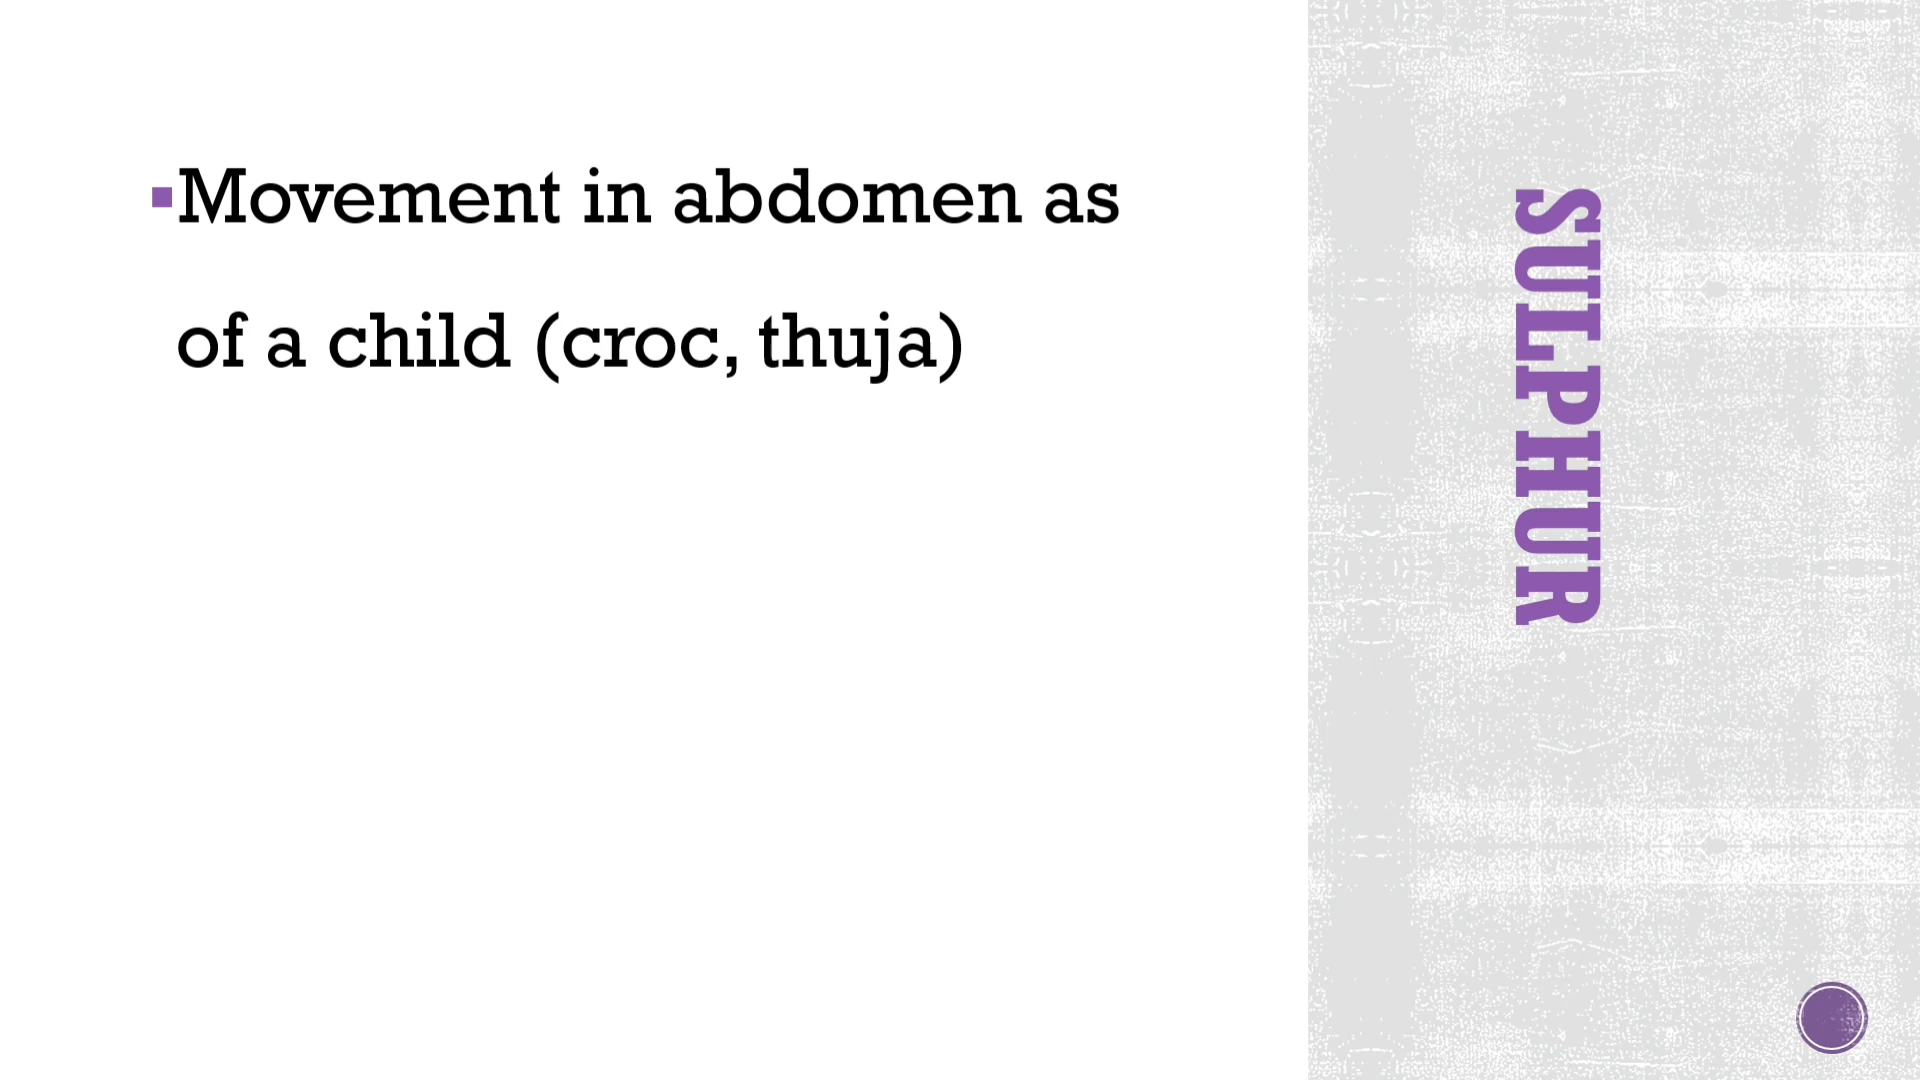 Movement in abdomen as
of a child (croc, thuja)
SULPHUR